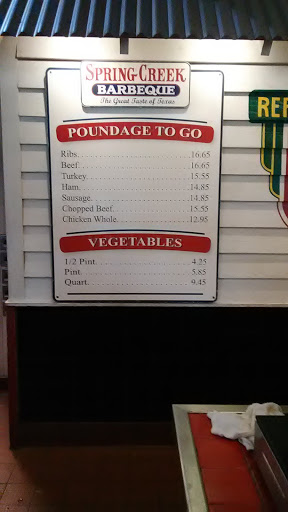 SPRING-CREEK
BARBEQUE
The Great Taste of Texas
POUNDAGE TO GO
Ribs. 16.65
Beef. 16.65
Turkey. 15.55
Ham. 14.85
Sausage. 14.85
Chopped Beef. 15.55
Chicken Whole. 12.95
VEGETABLES
1/2 Pint. 4.25
Pint. 5.85
Quart. 9.45
REF